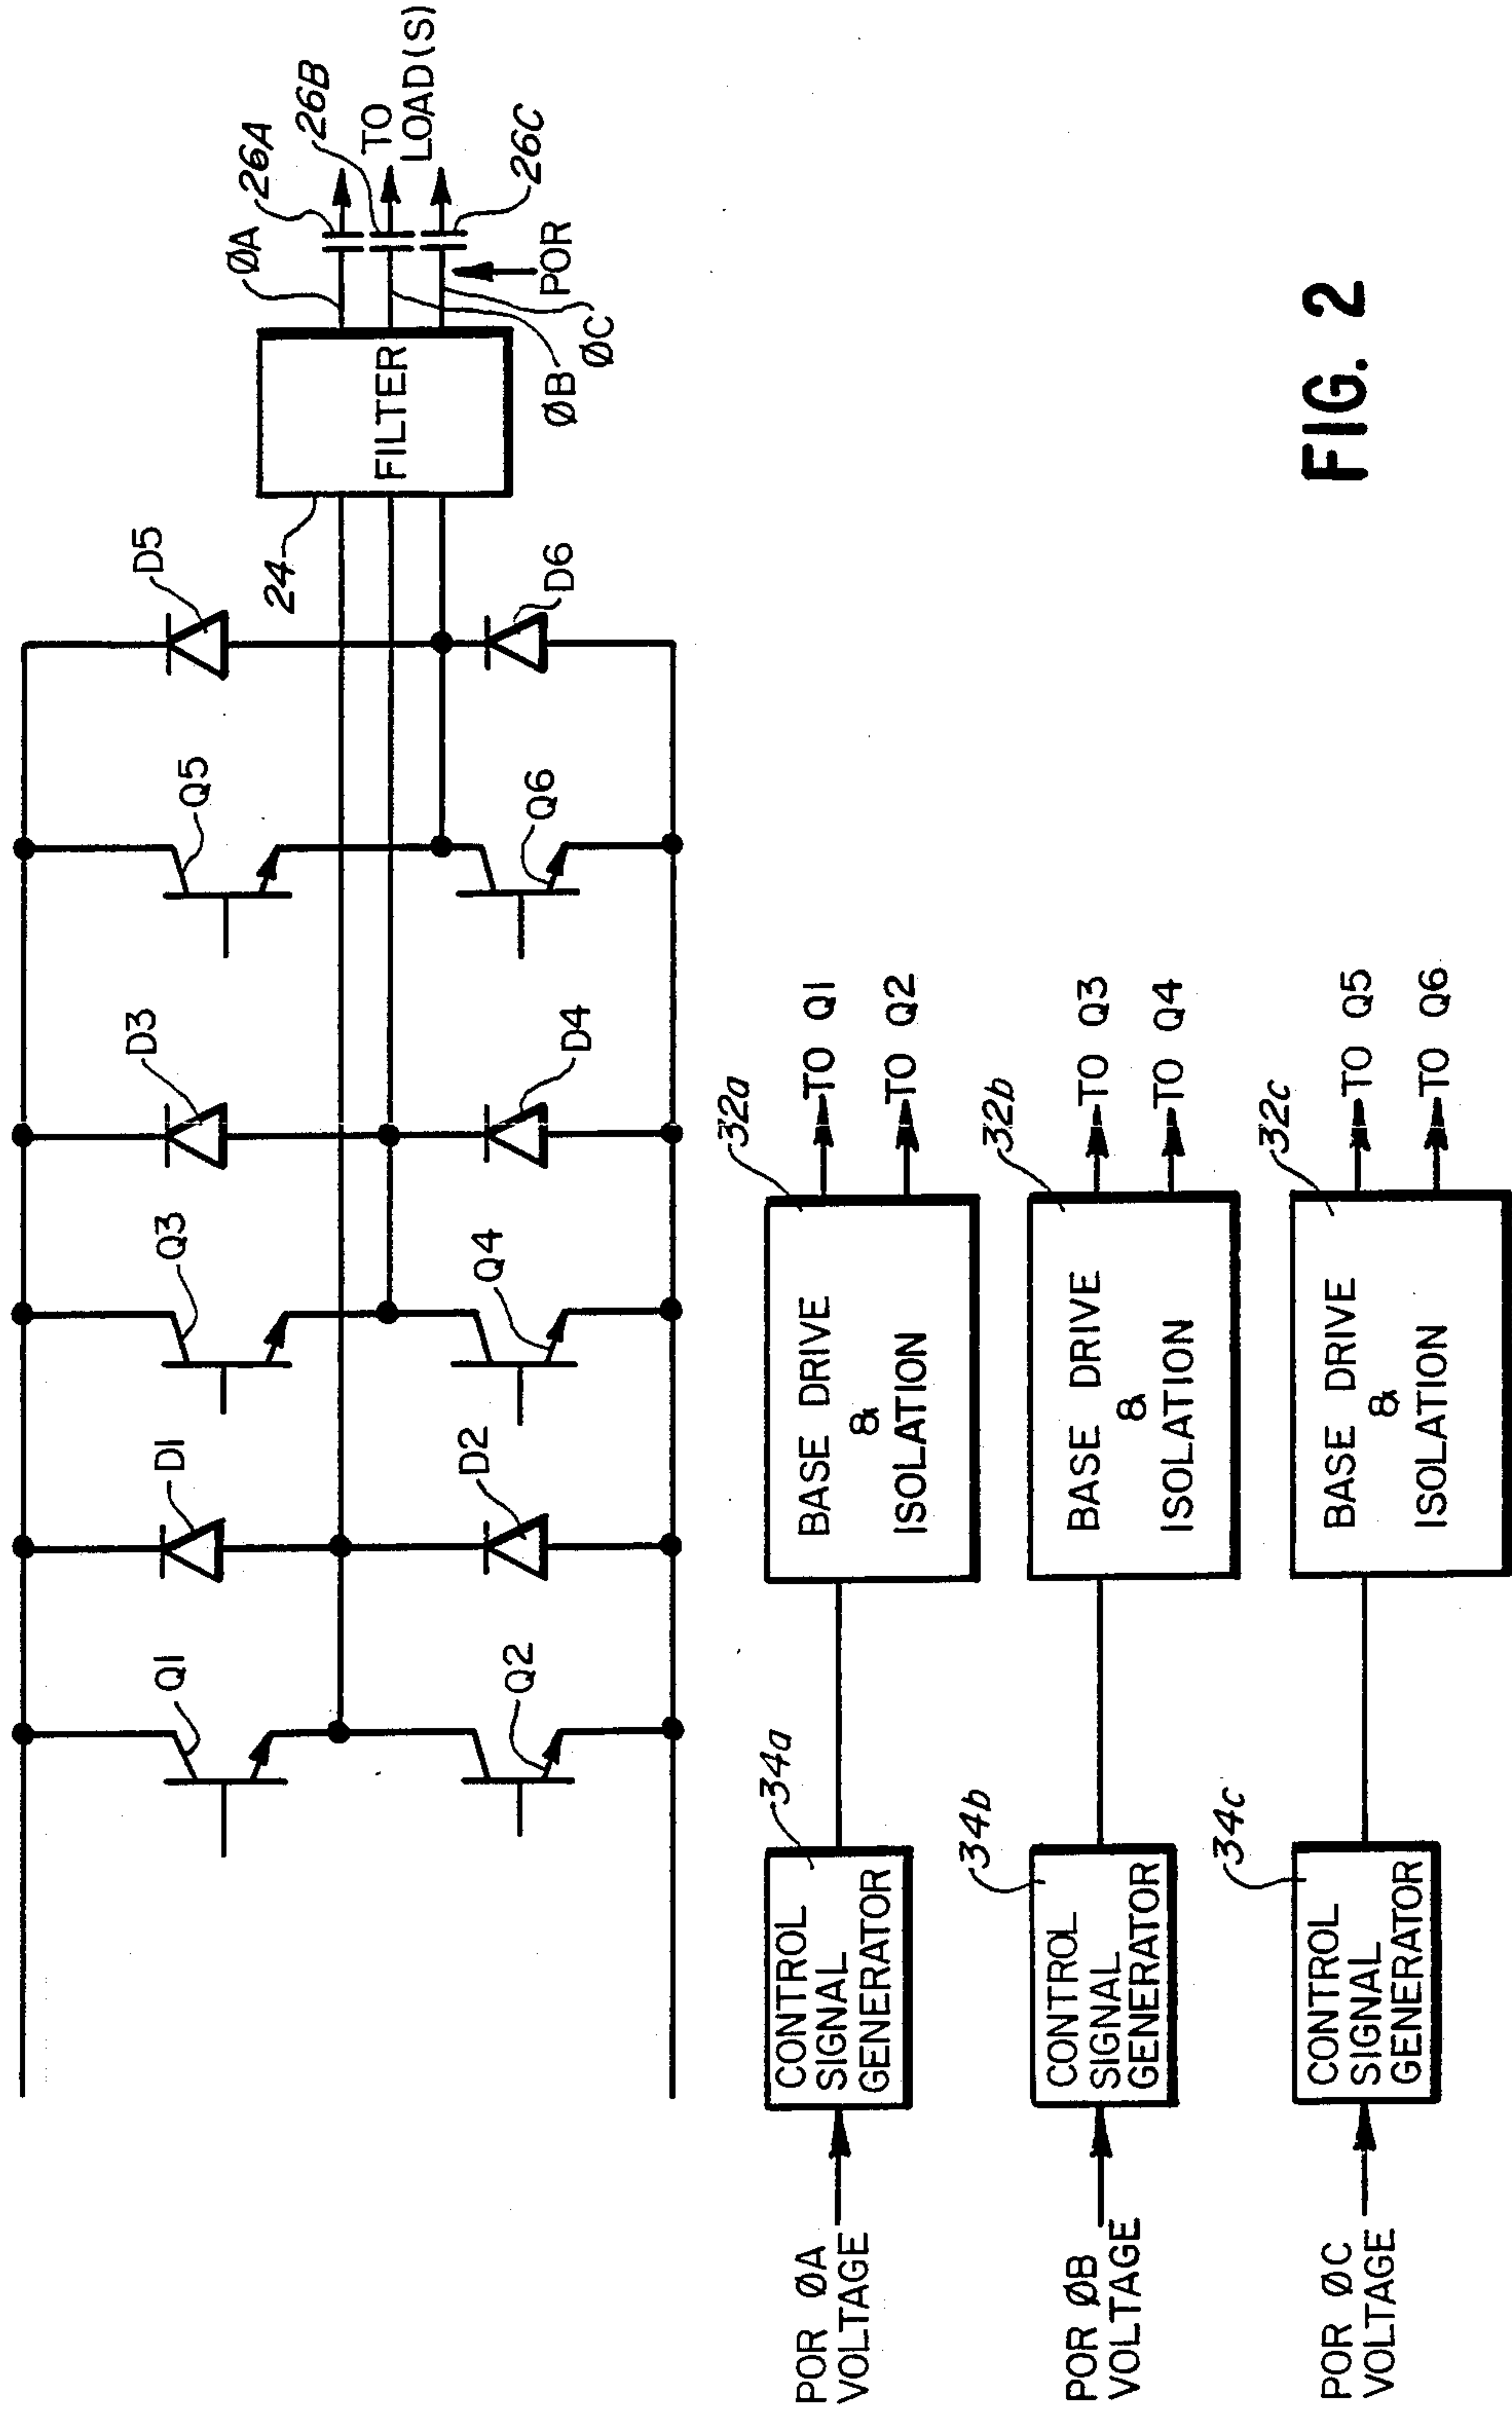 Q1
D1
Q3
D3
Q5
D5
Q2
D2
Q4
D4
Q6
D6
24
FILTER
ØA
26A
26B
TO
LOAD(S)
26C
POR
ØB
ØC
POR ØA
VOLTAGE
CONTROL
SIGNAL
GENERATOR
34a
BASE DRIVE
&
ISOLATION
32a
TO Q1
TO Q2
POR ØB
VOLTAGE
CONTROL
SIGNAL
GENERATOR
34b
BASE DRIVE
&
ISOLATION
32b
TO Q3
TO Q4
POR ØC
VOLTAGE
CONTROL
SIGNAL
GENERATOR
34c
BASE DRIVE
&
ISOLATION
32c
TO Q5
TO Q6
FIG. 2